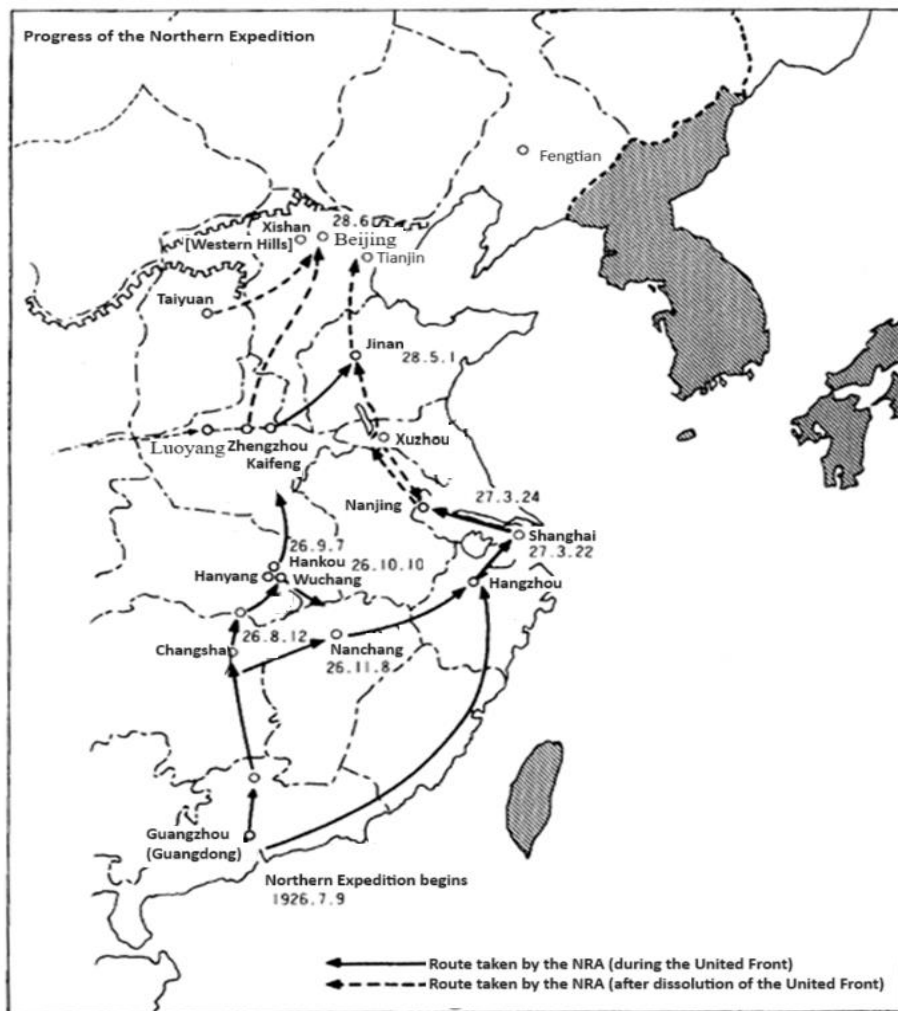 Progress of the Northern Expedition
Fengtian
28.6
Xishan
[Western Hills]
Beijing
Tianjin
Taiyuan
Jinan
28.5.1
Luoyang
Zhengzhou
Kaifeng
Xuzhou
Nanjing
27.3.24
Shanghai
27.3.22
26.9.7
Hankou
26.10.10
Hanyang
Wuchang
Hangzhou
26.8.12
Changsha
Nanchang
26.11.8
Guangzhou
(Guangdong)
Northern Expedition begins
1926.7.9
Route taken by the NRA (during the United Front)
Route taken by the NRA (after dissolution of the United Front)